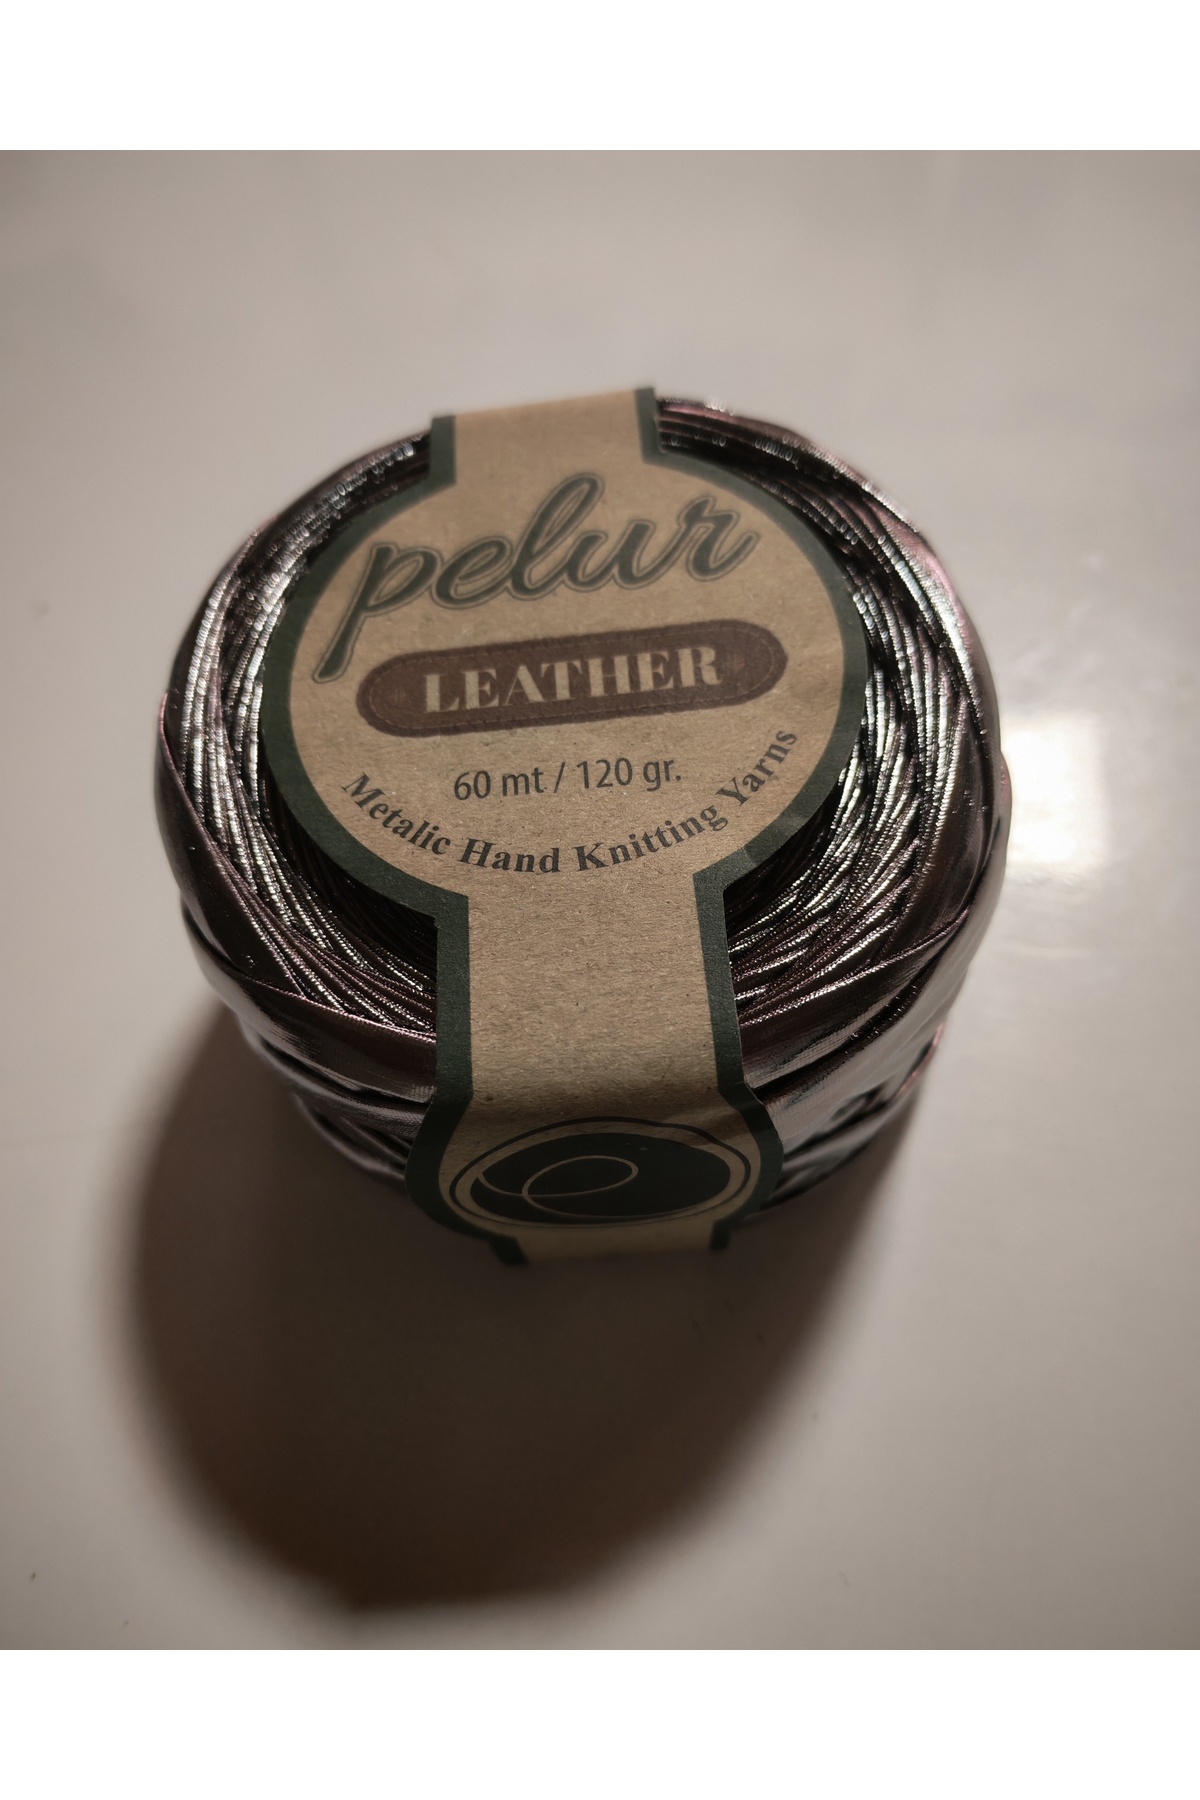 pelur
LEATHER
60 mt / 120 gr.
Metalic Hand Knitting Yarns